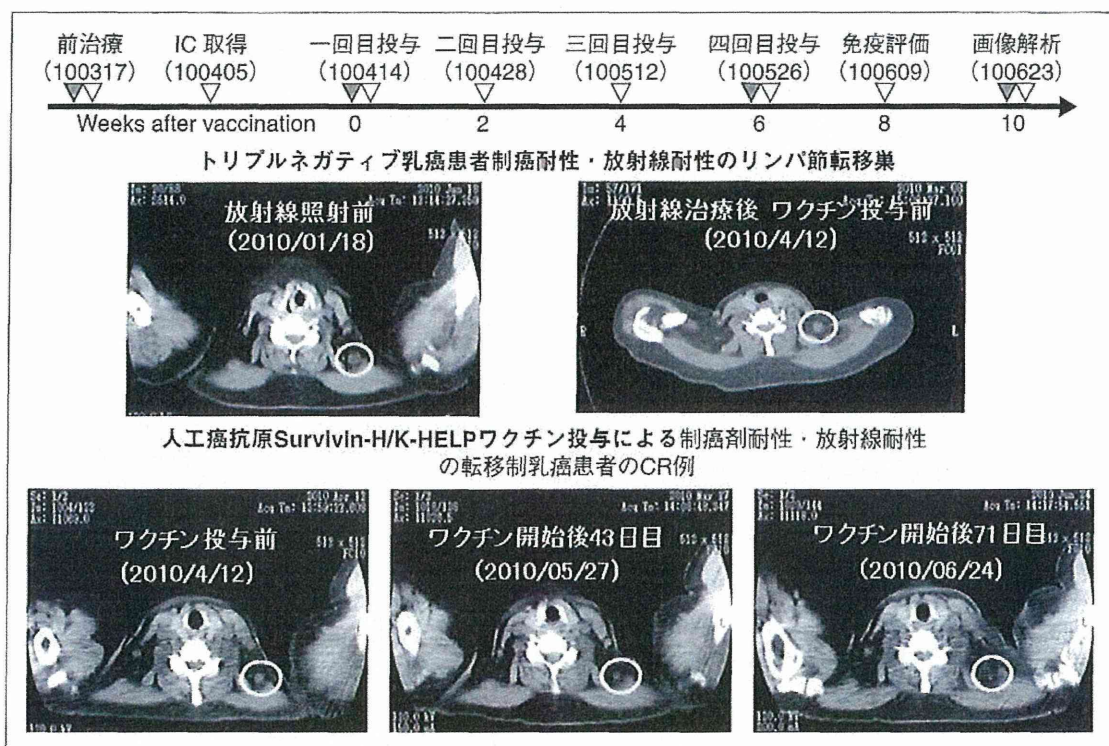 前治療 IC 取得 一回目投与 二回目投与 三回目投与 四回目投与 免疫評価 画像解析
(100317) (100405) (100414) (100428) (100512) (100526) (100609) (100623)
Weeks after vaccination 0 2 4 6 8 10
トリプルネガティブ乳癌患者制癌耐性・放射線耐性のリンパ節転移巣
放射線照射前
(2010/01/18)
512 x 512
放射線治療後 ワクチン投与前
(2010/4/12)
512 x 512
FC01
R
L
人工癌抗原Survivin-H/K-HELPワクチン投与による制癌剤耐性・放射線耐性
の転移制乳癌患者のCR例
ワクチン投与前
(2010/4/12)
512 x 512
FC10
ワクチン開始後43日目
(2010/05/27)
FC10
ワクチン開始後71日目
(2010/06/24)
FC10